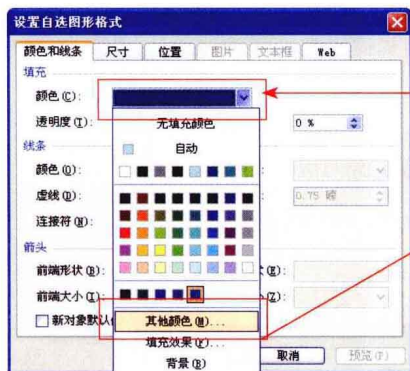 设置自选图形格式
颜色和线条 尺寸 位置 图片 文本框 Web
填充
颜色(C):
无填充颜色
透明度(T): 0 %
自动
线条
颜色(O):
虚线(D): 0.75 磅
连接符(N):
箭头
前端形状(B):
前端大小(I): (Z):
其他颜色(M)...
新对象默认
填充效果(F)...
取消 预览(P)
背景(B)